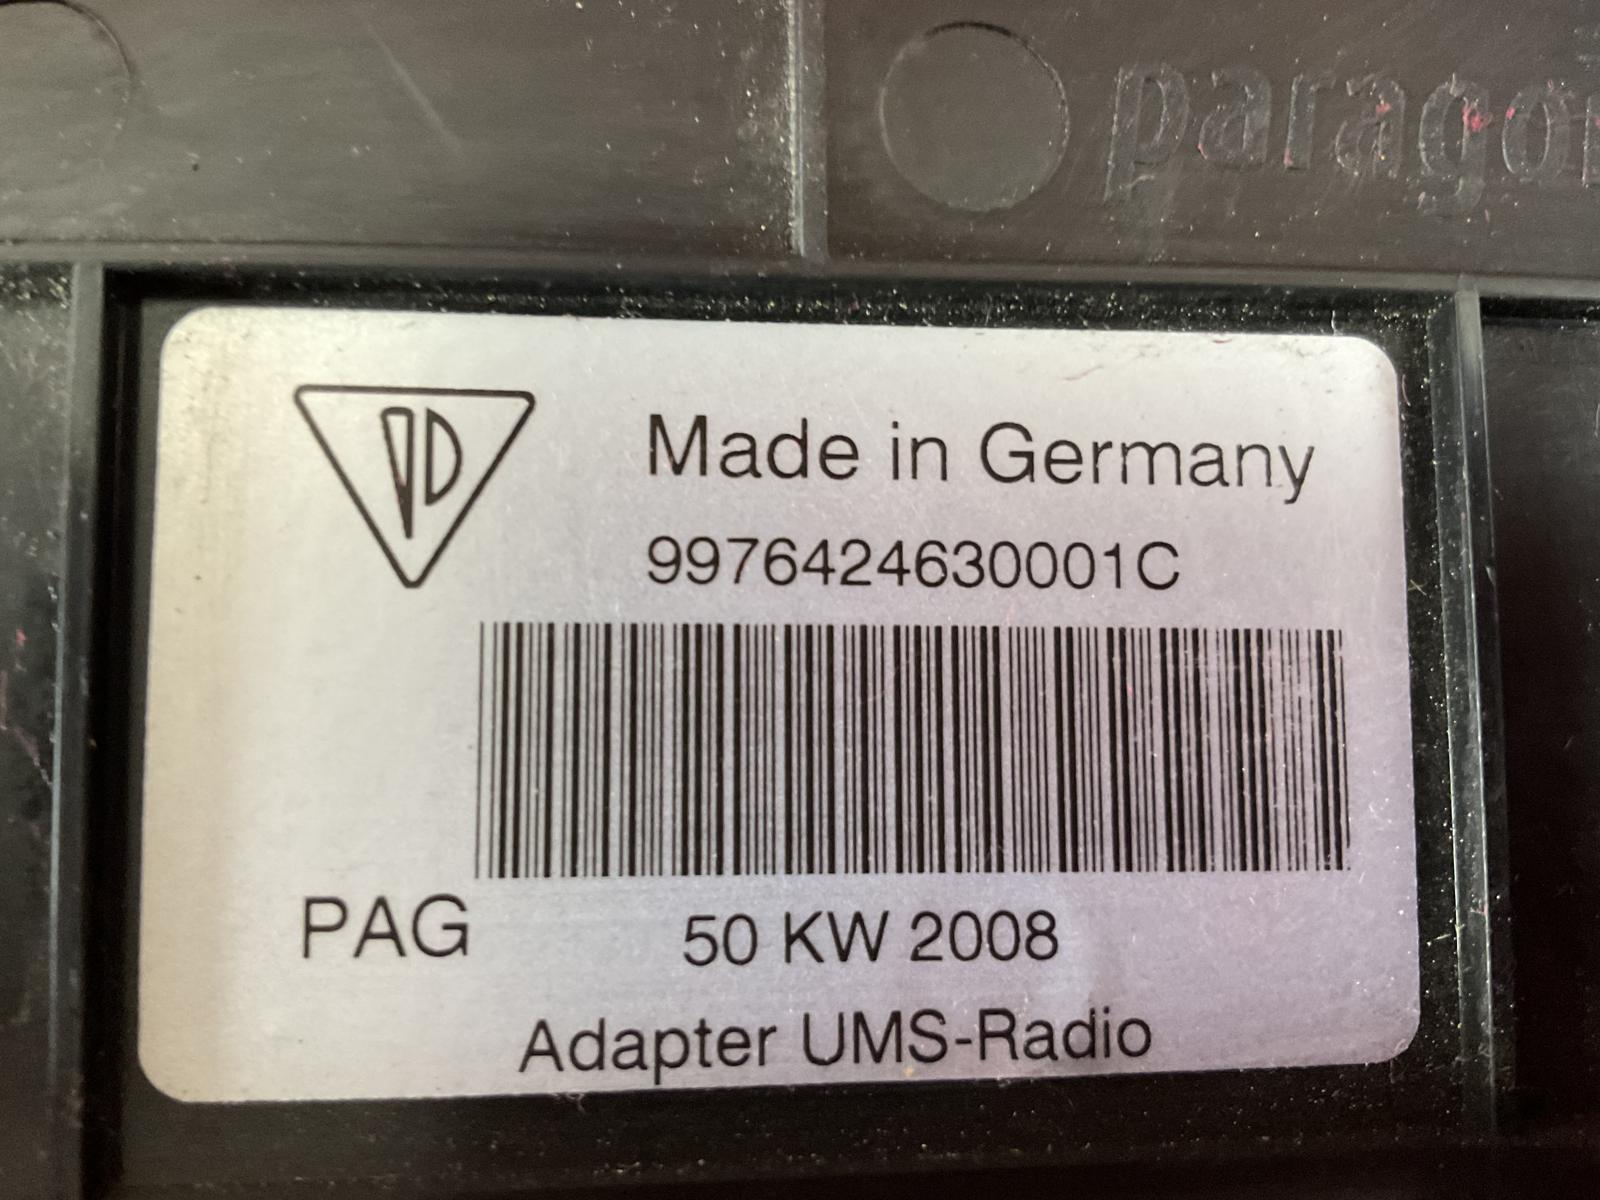 paragon
Made in Germany
9976424630001C
PAG
50 KW 2008
Adapter UMS-Radio